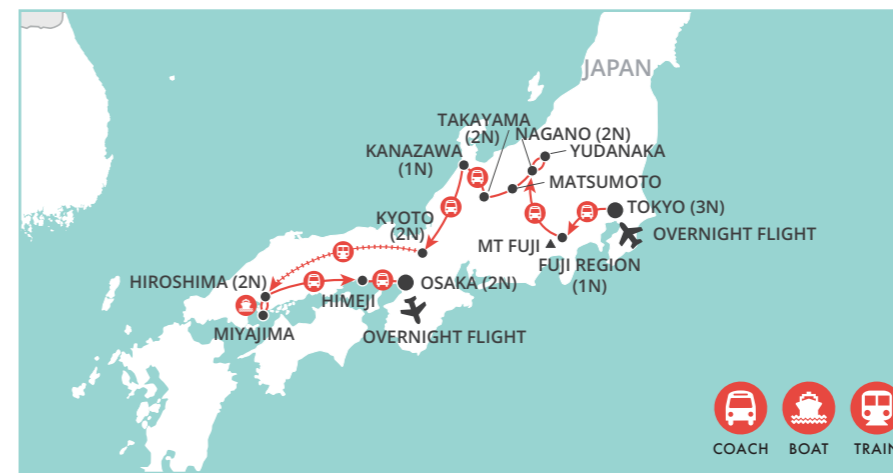 JAPAN
TAKAYAMA
(2N)
NAGANO (2N)
YUDANAKA
KANAZAWA
(1N)
MATSUMOTO
TOKYO (3N)
KYOTO
(2N)
MT FUJI
OVERNIGHT FLIGHT
FUJI REGION
(1N)
HIROSHIMA (2N)
HIMEJI
OSAKA (2N)
MIYAJIMA
OVERNIGHT FLIGHT
COACH
BOAT
TRAIN